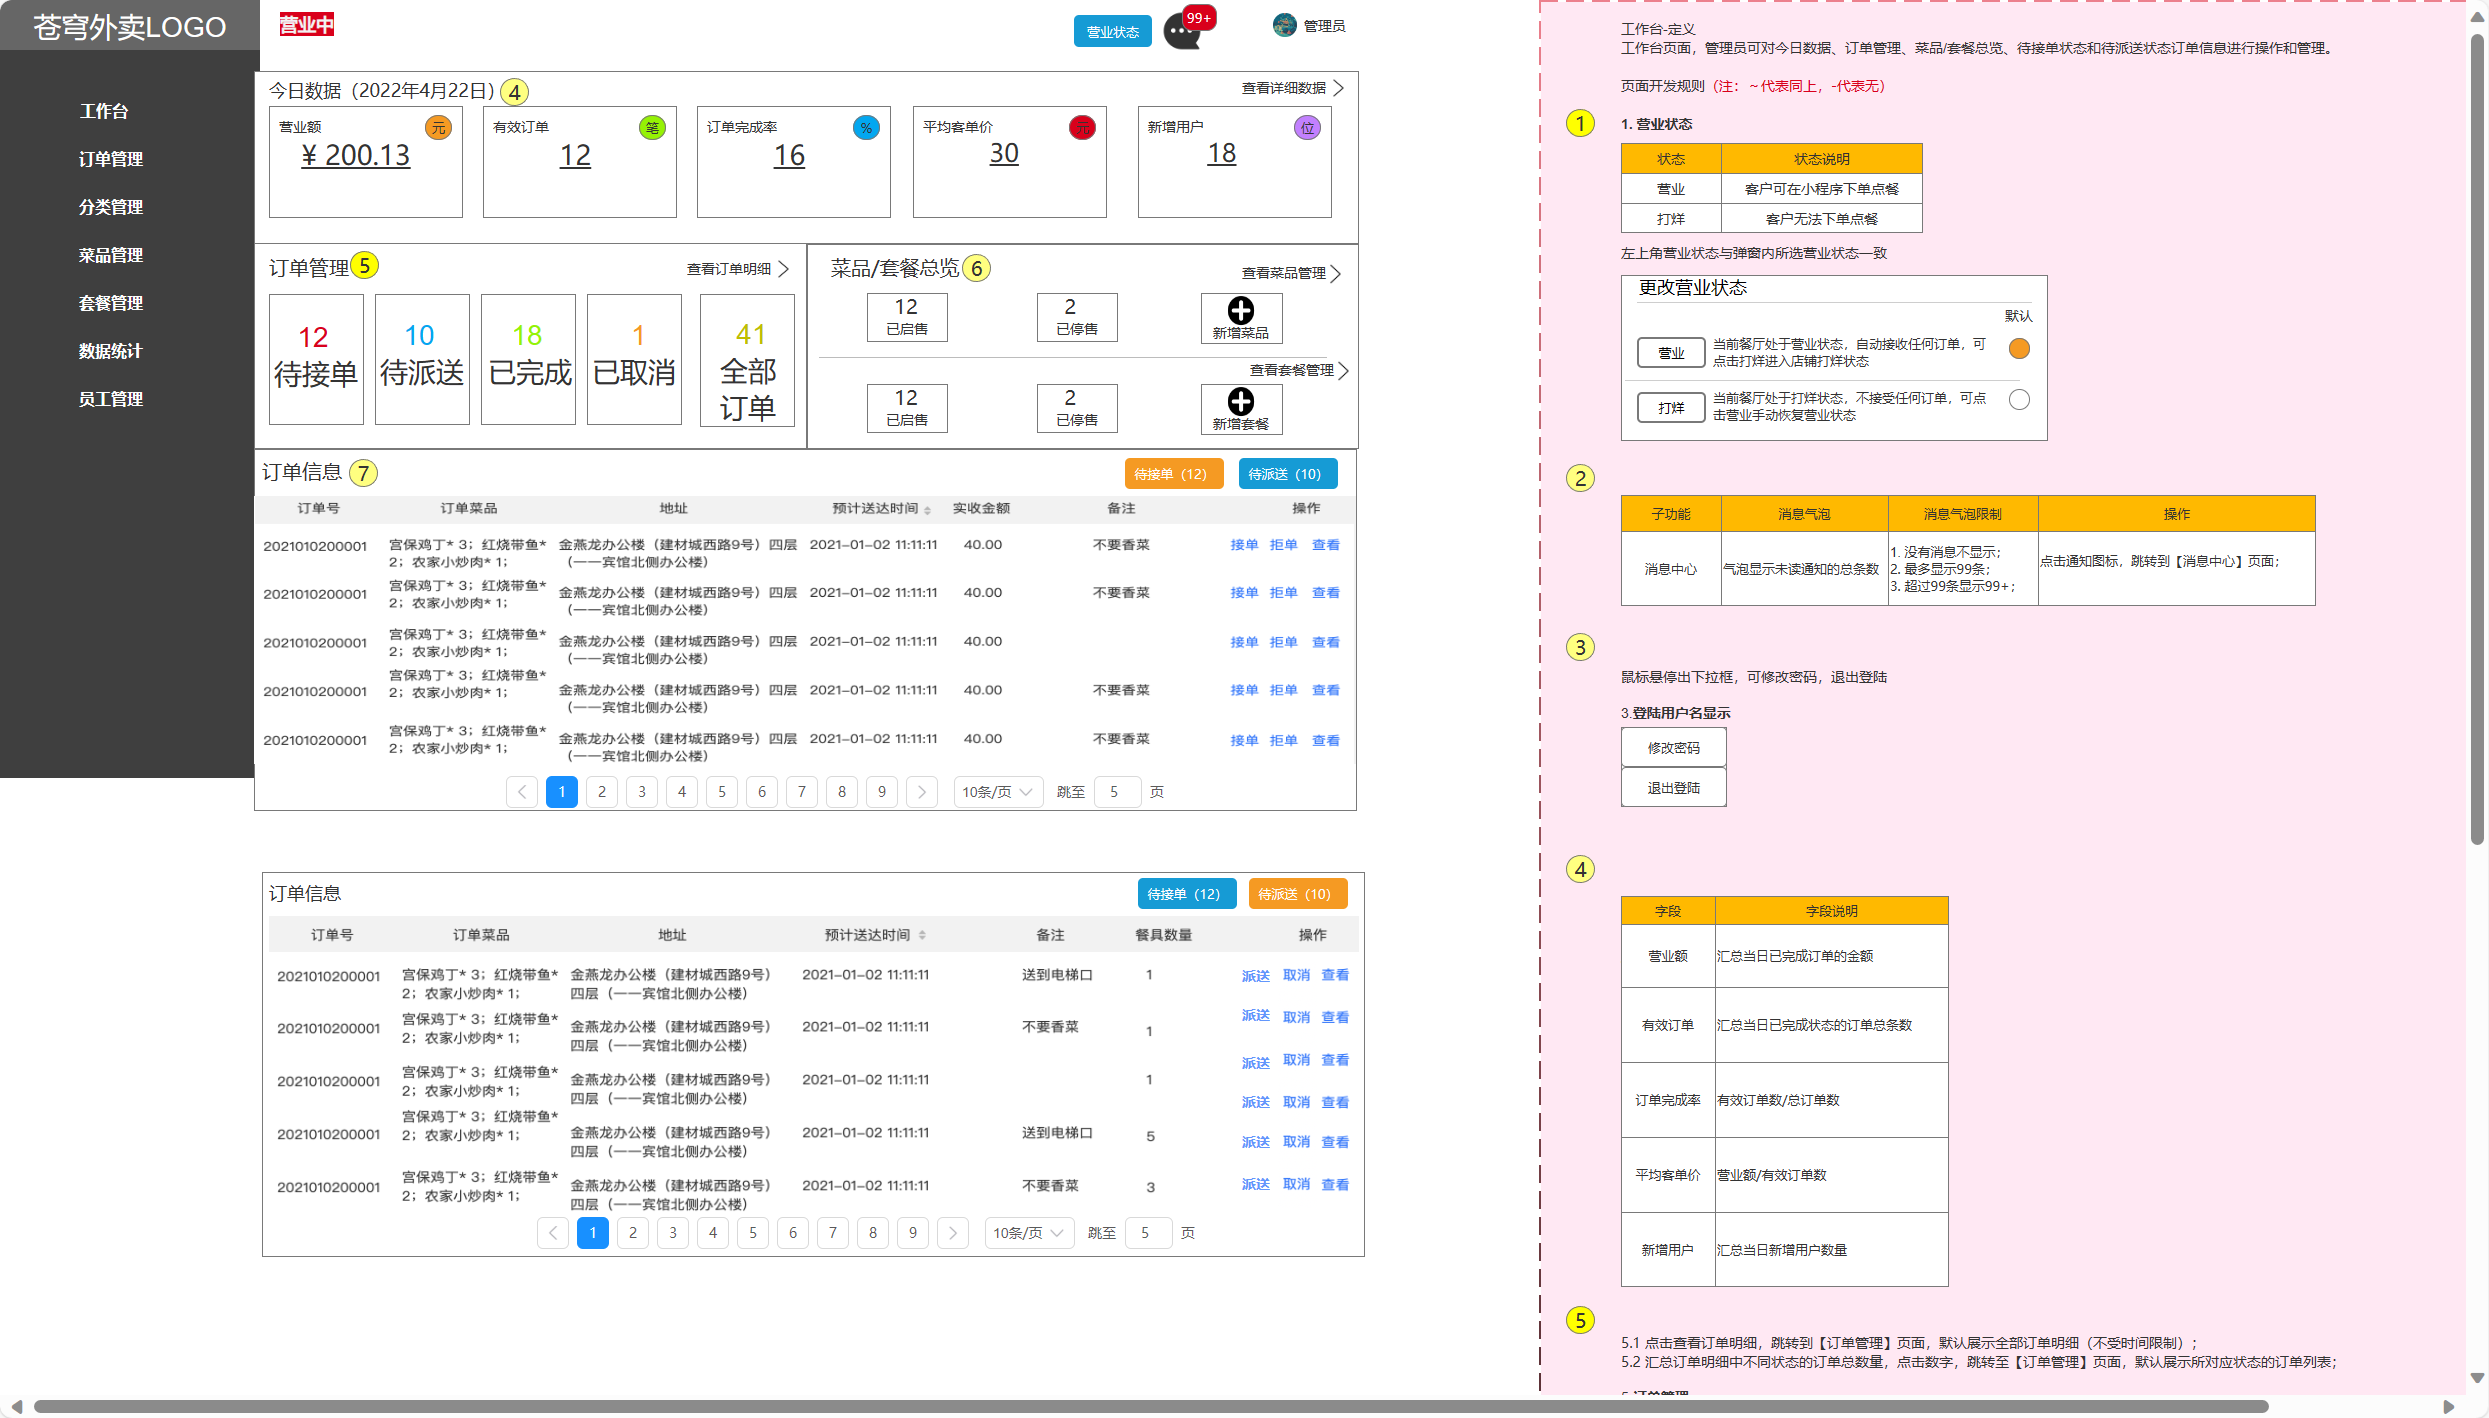 苍穹外卖LOGO
营业中
营业状态
99+
管理员
工作台
订单管理
分类管理
菜品管理
套餐管理
数据统计
员工管理
今日数据（2022年4月22日）
4
查看详细数据
营业额
元
¥ 200.13
有效订单
笔
12
订单完成率
%
16
平均客单价
元
30
新增用户
位
18
订单管理
5
查看订单明细
12
待接单
10
待派送
18
已完成
1
已取消
41
全部
订单
菜品/套餐总览
6
查看菜品管理
12
已启售
2
已停售
新增菜品
查看套餐管理
12
已启售
2
已停售
新增套餐
订单信息
7
待接单（12）
待派送（10）
订单号 订单菜品 地址 预计送达时间 实收金额 备注 操作
2021010200001 宫保鸡丁* 3；红烧带鱼* 金燕龙办公楼（建材城西路9号）四层 2021-01-02 11:11:11 40.00 不要香菜 接单 拒单 查看
2；农家小炒肉* 1； （一一宾馆北侧办公楼）
2021010200001 宫保鸡丁* 3；红烧带鱼* 金燕龙办公楼（建材城西路9号）四层 2021-01-02 11:11:11 40.00 不要香菜 接单 拒单 查看
2；农家小炒肉* 1； （一一宾馆北侧办公楼）
2021010200001 宫保鸡丁* 3；红烧带鱼* 金燕龙办公楼（建材城西路9号）四层 2021-01-02 11:11:11 40.00 接单 拒单 查看
2；农家小炒肉* 1； （一一宾馆北侧办公楼）
2021010200001 宫保鸡丁* 3；红烧带鱼* 金燕龙办公楼（建材城西路9号）四层 2021-01-02 11:11:11 40.00 不要香菜 接单 拒单 查看
2；农家小炒肉* 1； （一一宾馆北侧办公楼）
2021010200001 宫保鸡丁* 3；红烧带鱼* 金燕龙办公楼（建材城西路9号）四层 2021-01-02 11:11:11 40.00 不要香菜 接单 拒单 查看
2；农家小炒肉* 1； （一一宾馆北侧办公楼）
1 2 3 4 5 6 7 8 9 10条/页 跳至 5 页
订单信息
待接单（12）
待派送（10）
订单号 订单菜品 地址 预计送达时间 备注 餐具数量 操作
2021010200001 宫保鸡丁* 3；红烧带鱼* 金燕龙办公楼（建材城西路9号） 2021-01-02 11:11:11 送到电梯口 1 派送 取消 查看
2；农家小炒肉* 1； 四层（一一宾馆北侧办公楼）
2021010200001 宫保鸡丁* 3；红烧带鱼* 金燕龙办公楼（建材城西路9号） 2021-01-02 11:11:11 不要香菜 1 派送 取消 查看
2；农家小炒肉* 1； 四层（一一宾馆北侧办公楼）
2021010200001 宫保鸡丁* 3；红烧带鱼* 金燕龙办公楼（建材城西路9号） 2021-01-02 11:11:11 1 派送 取消 查看
2；农家小炒肉* 1； 四层（一一宾馆北侧办公楼）
派送 取消 查看
2021010200001 宫保鸡丁* 3；红烧带鱼* 金燕龙办公楼（建材城西路9号） 2021-01-02 11:11:11 送到电梯口 5 派送 取消 查看
2；农家小炒肉* 1； 四层（一一宾馆北侧办公楼）
2021010200001 宫保鸡丁* 3；红烧带鱼* 金燕龙办公楼（建材城西路9号） 2021-01-02 11:11:11 不要香菜 3 派送 取消 查看
2；农家小炒肉* 1； 四层（一一宾馆北侧办公楼）
1 2 3 4 5 6 7 8 9 10条/页 跳至 5 页
工作台-定义
工作台页面，管理员可对今日数据、订单管理、菜品/套餐总览、待接单状态和待派送状态订单信息进行操作和管理。
页面开发规则（注：～代表同上，-代表无）
1
1. 营业状态
状态 状态说明
营业 客户可在小程序下单点餐
打烊 客户无法下单点餐
左上角营业状态与弹窗内所选营业状态一致
更改营业状态
默认
营业 当前餐厅处于营业状态，自动接收任何订单，可
点击打烊进入店铺打烊状态
打烊 当前餐厅处于打烊状态，不接受任何订单，可点
击营业手动恢复营业状态
2
子功能 消息气泡 消息气泡限制 操作
消息中心 气泡显示未读通知的总条数
1. 没有消息不显示；
2. 最多显示99条；
3. 超过99条显示99+；
点击通知图标，跳转到【消息中心】页面；
3
鼠标悬停出下拉框，可修改密码，退出登陆
3.登陆用户名显示
修改密码
退出登陆
4
字段 字段说明
营业额 汇总当日已完成订单的金额
有效订单 汇总当日已完成状态的订单总条数
订单完成率 有效订单数/总订单数
平均客单价 营业额/有效订单数
新增用户 汇总当日新增用户数量
5
5.1 点击查看订单明细，跳转到【订单管理】页面，默认展示全部订单明细（不受时间限制）；
5.2 汇总订单明细中不同状态的订单总数量，点击数字，跳转至【订单管理】页面，默认展示所对应状态的订单列表；